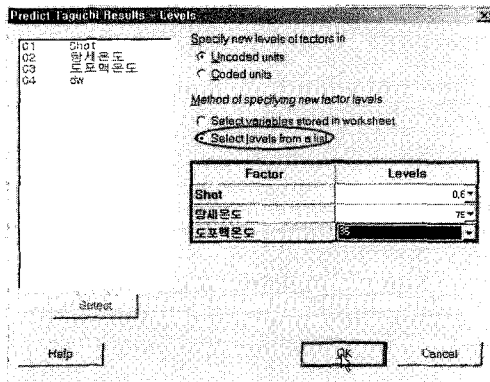 Predict Taguchi Results - Levels
C1 Shot
C2 항세온도
C3 도포액온도
C4 dw
Specify new levels of factors in
Uncoded units
Coded units
Method of specifying new factor levels
Select variables stored in worksheet
Select levels from a list
Factor Levels
Shot 0.6
항세온도 75
도포액온도
Select
Help OK Cancel